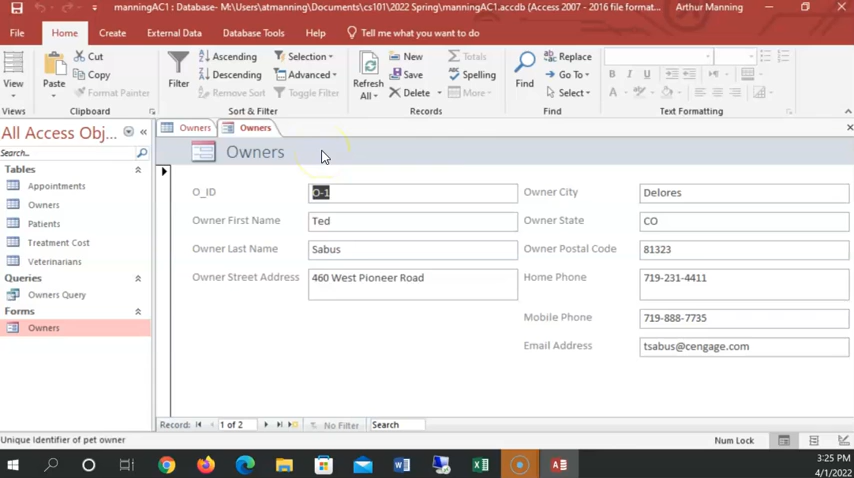 manningAC1 : Database- M:\Users\atmanning\Documents\cs101\2022 Spring\manningAC1.accdb (Access 2007 - 2016 file format...
Arthur Manning
File Home Create External Data Database Tools Help Tell me what you want to do
View
Views
Paste
Cut
Copy
Format Painter
Clipboard
Filter
Ascending
Descending
Remove Sort
Selection
Advanced
Toggle Filter
Sort & Filter
Refresh
All
New
Save
Delete
Totals
Spelling
More
Records
Find
Replace
Go To
Select
Find
B I U
A
Text Formatting
All Access Obj...
Search...
Tables
Appointments
Owners
Patients
Treatment Cost
Veterinarians
Queries
Owners Query
Forms
Owners
Owners Owners
Owners
O_ID O-1
Owner First Name Ted
Owner Last Name Sabus
Owner Street Address 460 West Pioneer Road
Owner City Delores
Owner State CO
Owner Postal Code 81323
Home Phone 719-231-4411
Mobile Phone 719-888-7735
Email Address tsabus@cengage.com
Record: 1 of 2 No Filter Search
Unique Identifier of pet owner Num Lock
3:25 PM
4/1/2022